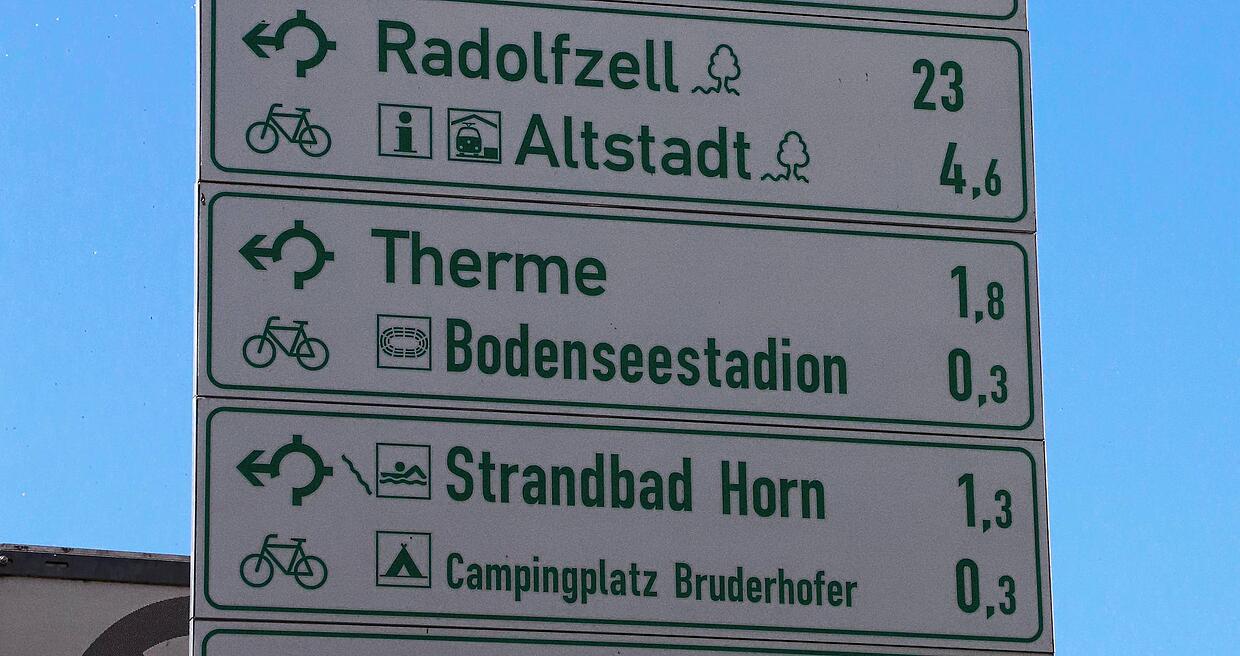 Radolfzell 23
i Altstadt 4,6
Therme 1,8
Bodenseestadion 0,3
Strandbad Horn 1,3
Campingplatz Bruderhofer 0,3